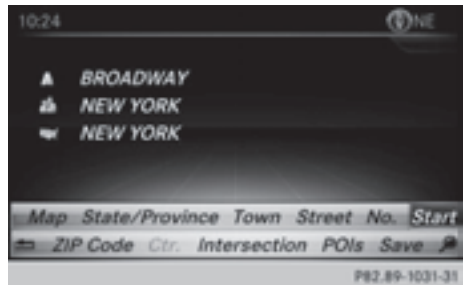 10:24 NE
BROADWAY
NEW YORK
NEW YORK
Map State/Province Town Street No. Start
ZIP Code Ctr. Intersection POIs Save
P82.89-1031-31